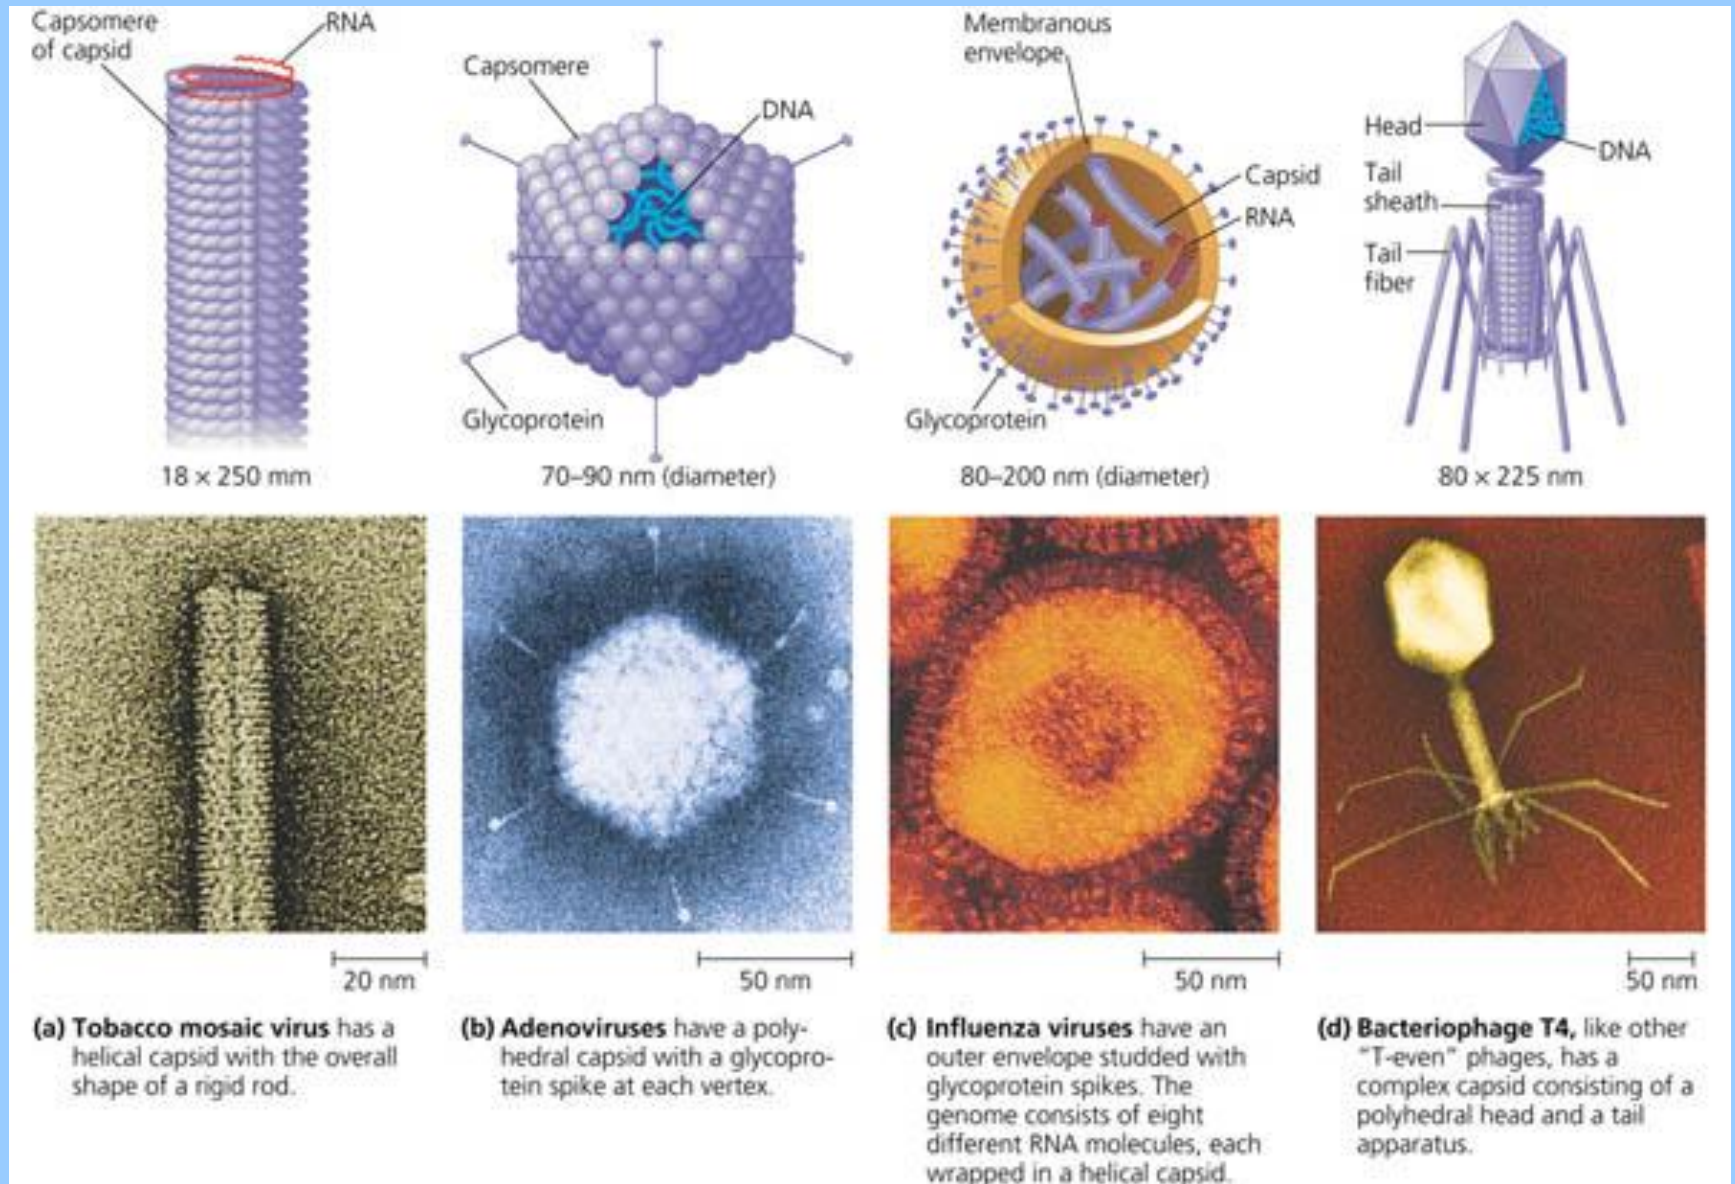 Capsomere
of capsid
RNA
18 × 250 mm
Capsomere
DNA
Glycoprotein
70–90 nm (diameter)
Membranous
envelope
Capsid
RNA
Glycoprotein
80–200 nm (diameter)
Head
DNA
Tail
sheath
Tail
fiber
80 × 225 nm
20 nm
50 nm
50 nm
50 nm
(a) Tobacco mosaic virus has a
helical capsid with the overall
shape of a rigid rod.
(b) Adenoviruses have a poly-
hedral capsid with a glycopro-
tein spike at each vertex.
(c) Influenza viruses have an
outer envelope studded with
glycoprotein spikes. The
genome consists of eight
different RNA molecules, each
wrapped in a helical capsid.
(d) Bacteriophage T4, like other
"T-even" phages, has a
complex capsid consisting of a
polyhedral head and a tail
apparatus.